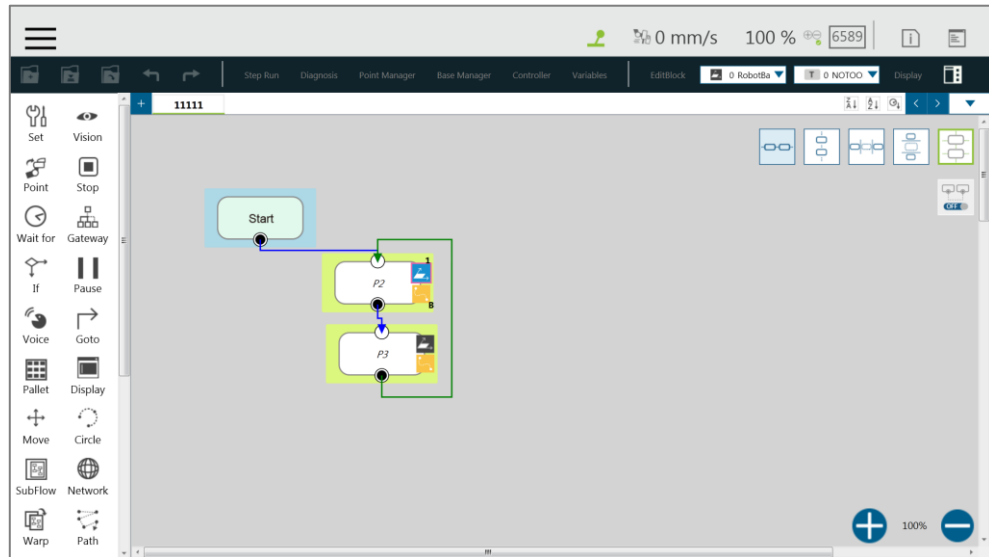 0 mm/s 100 % 6589
Step Run Diagnosis Point Manager Base Manager Controller Variables EditBlock 0 RobotBa T 0 NOTOO Display
+ 11111
Set Vision
Point Stop
Wait for Gateway
If Pause
Voice Goto
Pallet Display
Move Circle
SubFlow Network
Warp Path
Start
1
P2
B
P3
OFF
100%